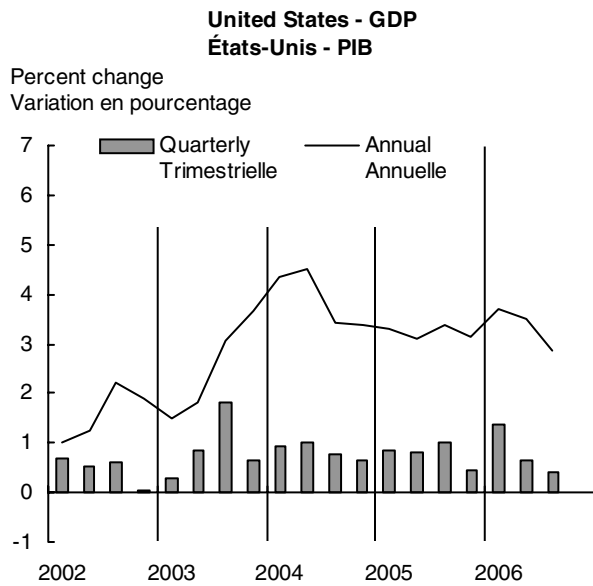 United States - GDP
États-Unis - PIB
Percent change
Variation en pourcentage
7
Quarterly
Trimestrielle
Annual
Annuelle
6
5
4
3
2
1
0
-1
2002 2003 2004 2005 2006